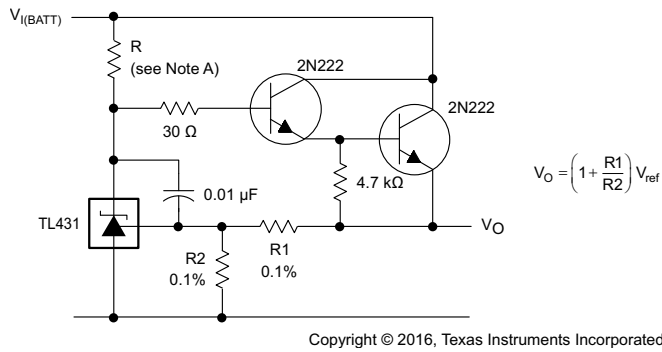 V_I(BATT)
R
(see Note A)
2N222
2N222
30 Ω
4.7 kΩ
0.01 µF
TL431
R2
0.1%
R1
0.1%
V_O
V_O = (1 + R1/R2) V_ref
Copyright © 2016, Texas Instruments Incorporated